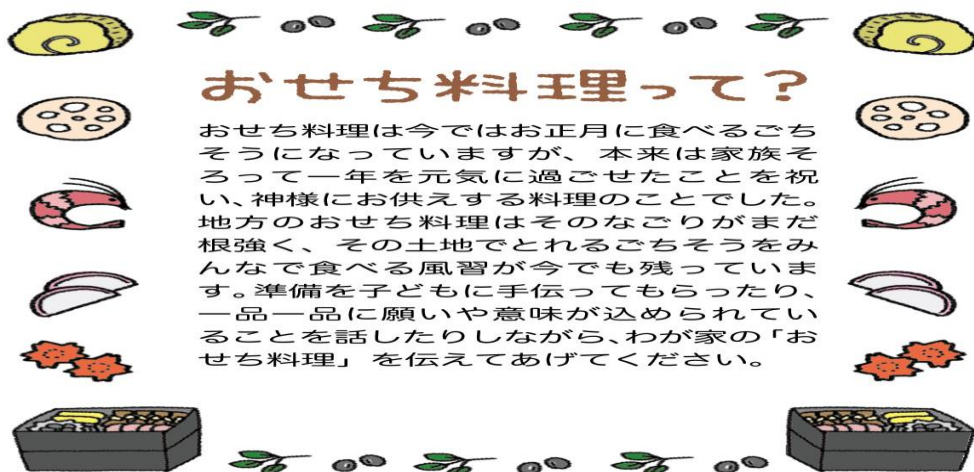 おせち料理って？
おせち料理は今ではお正月に食べるごち
そうになっていますが、本来は家族そ
ろって一年を元気に過ごせたことを祝
い、神様にお供えする料理のことでした。
地方のおせち料理はそのなごりがまだ
根強く、その土地でとれるごちそうをみ
んなで食べる風習が今でも残っていま
す。準備を子どもに手伝ってもらったり、
一品一品に願いや意味が込められてい
ることを話したりしながら、わが家の「お
せち料理」を伝えてあげてください。